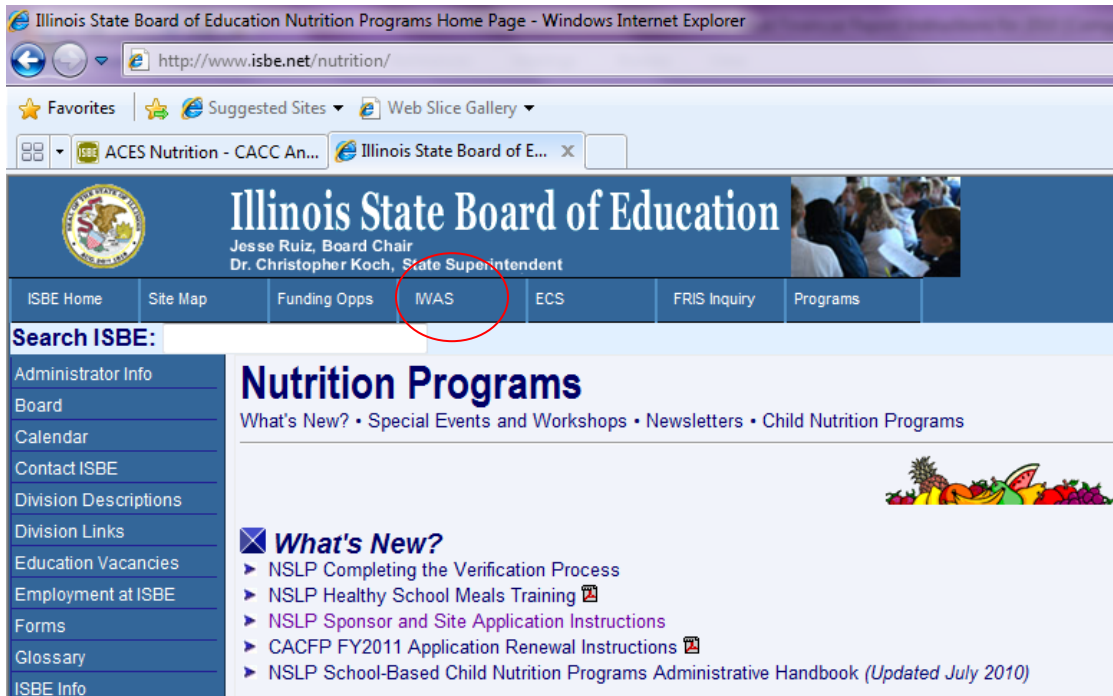 Illinois State Board of Education Nutrition Programs Home Page - Windows Internet Explorer
http://www.isbe.net/nutrition/
Favorites Suggested Sites Web Slice Gallery
ISBE ACES Nutrition - CACC An... Illinois State Board of E... x
Illinois State Board of Education
Jesse Ruiz, Board Chair
Dr. Christopher Koch, State Superintendent
ISBE Home Site Map Funding Opps IWAS ECS FRIS Inquiry Programs
Search ISBE:
Administrator Info
Board
Calendar
Contact ISBE
Division Descriptions
Division Links
Education Vacancies
Employment at ISBE
Forms
Glossary
ISBE Info
Nutrition Programs
What's New? • Special Events and Workshops • Newsletters • Child Nutrition Programs
What's New?
NSLP Completing the Verification Process
NSLP Healthy School Meals Training
NSLP Sponsor and Site Application Instructions
CACFP FY2011 Application Renewal Instructions
NSLP School-Based Child Nutrition Programs Administrative Handbook (Updated July 2010)